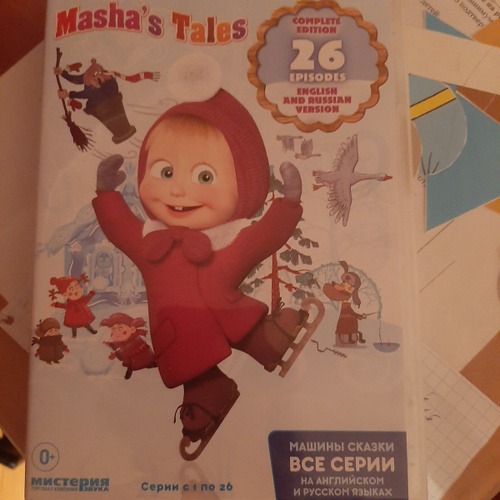 Masha's Tales
COMPLETE
EDITION
26
EPISODES
ENGLISH
AND RUSSIAN
VERSION
0+
мистерия
звука
Серии с 1 по 26
МАШИНЫ СКАЗКИ
ВСЕ СЕРИИ
НА АНГЛИЙСКОМ
И РУССКОМ ЯЗЫКАХ